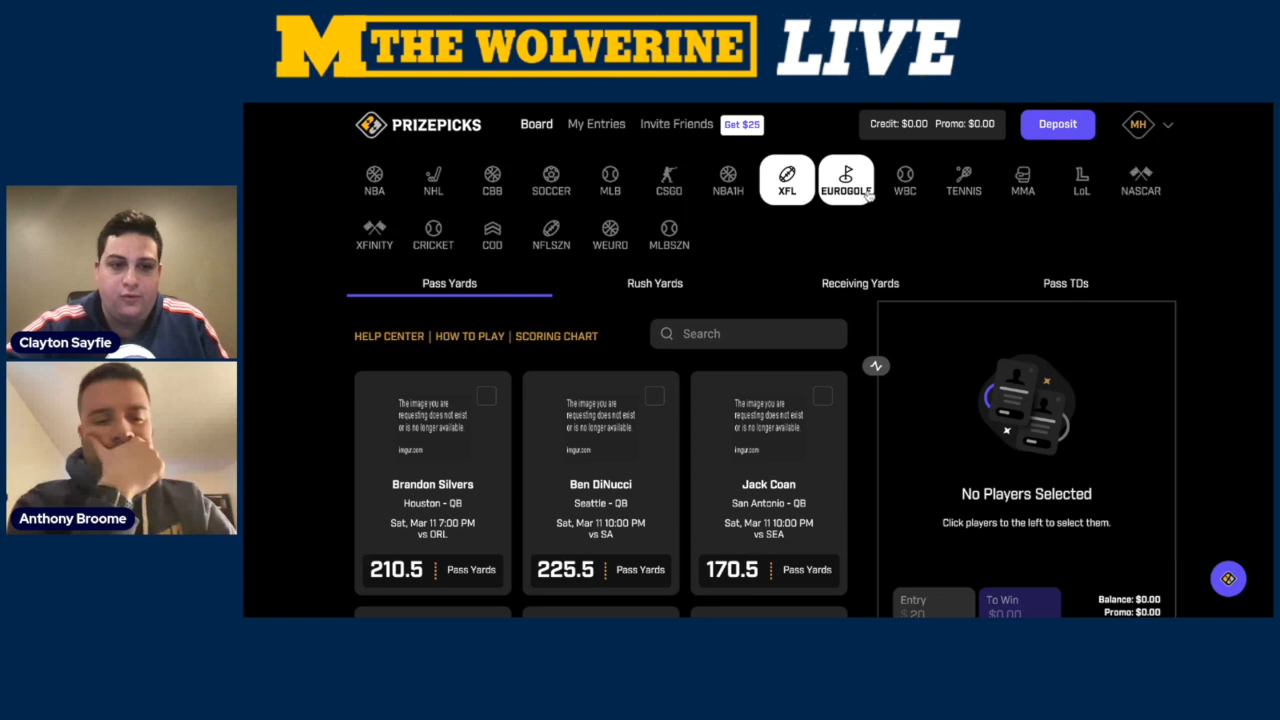 M THE WOLVERINE LIVE
PRIZEPICKS Board My Entries Invite Friends Get $25 Credit: $0.00 Promo: $0.00 Deposit MH
NBA NHL CBB SOCCER MLB CSGO NBA1H XFL EUROGOLF WBC TENNIS MMA LoL NASCAR
XFINITY CRICKET COD NFLSZN WEURO MLBSZN
Pass Yards Rush Yards Receiving Yards Pass TDs
HELP CENTER | HOW TO PLAY | SCORING CHART Search
The image you are requesting does not exist or is no longer available.
imgur.com
Brandon Silvers
Houston - QB
Sat, Mar 11 7:00 PM
vs ORL
210.5 Pass Yards
The image you are requesting does not exist or is no longer available.
imgur.com
Ben DiNucci
Seattle - QB
Sat, Mar 11 10:00 PM
vs SA
225.5 Pass Yards
The image you are requesting does not exist or is no longer available.
imgur.com
Jack Coan
San Antonio - QB
Sat, Mar 11 10:00 PM
vs SEA
170.5 Pass Yards
No Players Selected
Click players to the left to select them.
Entry To Win Balance: $0.00
$20 $0.00 Promo: $0.00
Clayton Sayfie
Anthony Broome